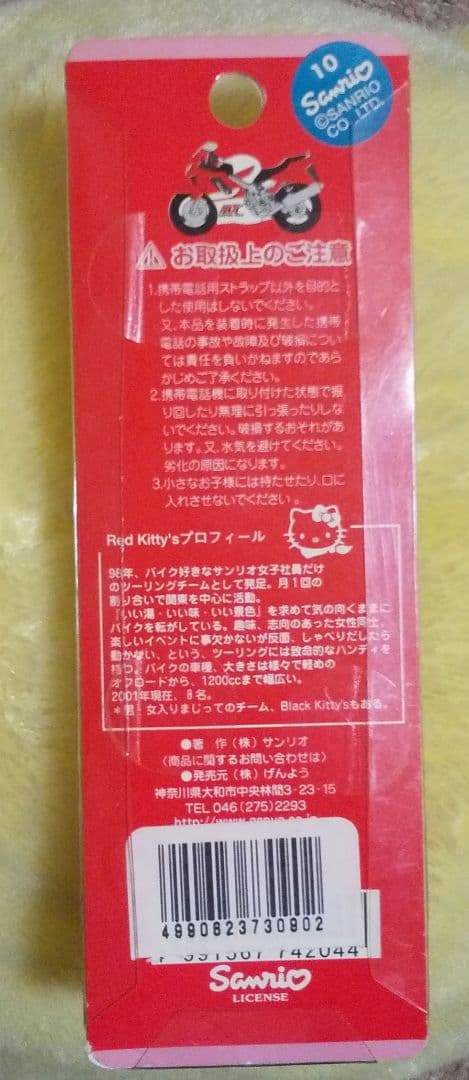 10
Sanrio
©SANRIO
CO., LTD.
お取扱上のご注意
1.携帯電話用ストラップ以外を目的と
した使用はしないでください。
又、本品を装着時に発生した携帯
電話の事故や故障及び破損につい
ては責任を負いかねますのであら
かじめご了承ください。
2.携帯電話機に取り付けた状態で振
り回したり無理に引っ張ったりしな
いでください。破損するおそれがあ
ります。又、水気を避けてください。
劣化の原因になります。
3.小さなお子様には持たせたり、口に
入れさせないでください。
Red Kitty'sプロフィール
98年、バイク好きなサンリオ女子社員だけ
のツーリングチームとして発足。月1回の
割り合いで関東を中心に活動。
『いい湯・いい味・いい景色』を求めて気の向くままに
バイクを転がしている。趣味、志向のあった女性同士、
楽しいイベントに事欠かないが反面、しゃべりだしたら
動かない、という、ツーリングには致命的なハンディを
持つ。バイクの車種、大きさは様々で軽めの
オフロードから、1200ccまで幅広い。
2001年現在、8名。
*男・女入りまじってのチーム、Black Kitty'sもある。
●著 作(株)サンリオ
〈商品に関するお問い合わせは〉
●発売元(株)げんよう
神奈川県大和市中央林間3-23-15
TEL 046(275)2293
4990823730902
991567 742044
Sanrio
LICENSE